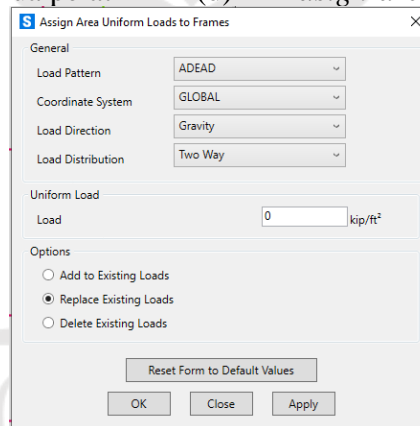 Assign Area Uniform Loads to Frames
General
Load Pattern ADEAD
Coordinate System GLOBAL
Load Direction Gravity
Load Distribution Two Way
Uniform Load
Load 0 kip/ft²
Options
Add to Existing Loads
Replace Existing Loads
Delete Existing Loads
Reset Form to Default Values
OK Close Apply